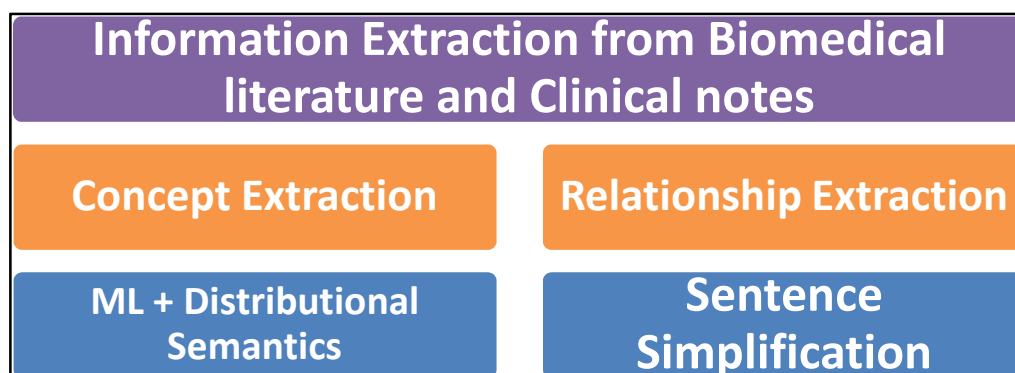 Information Extraction from Biomedical
literature and Clinical notes
Concept Extraction
Relationship Extraction
ML + Distributional
Semantics
Sentence
Simplification